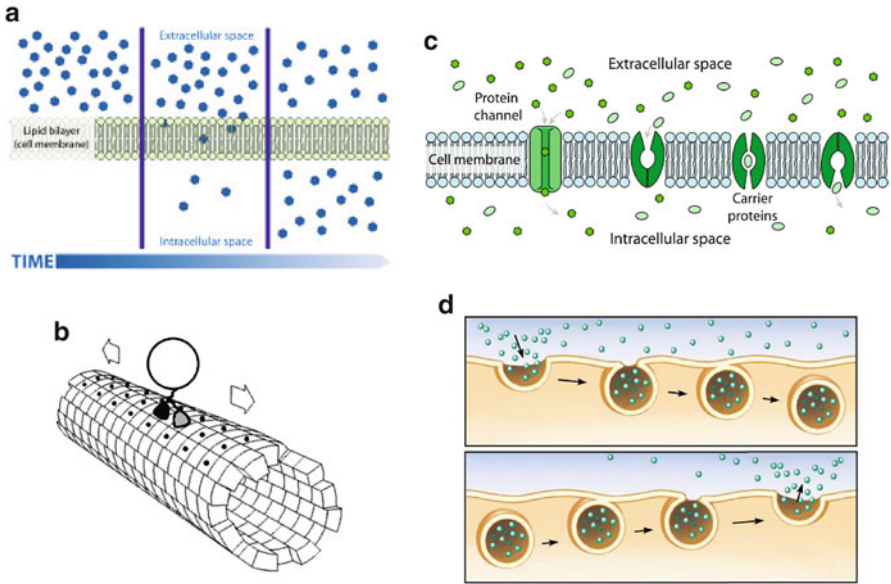 a
Extracellular space
Lipid bilayer
(cell membrane)
Intracellular space
TIME
b
c
Extracellular space
Protein
channel
Cell membrane
Carrier
proteins
Intracellular space
d